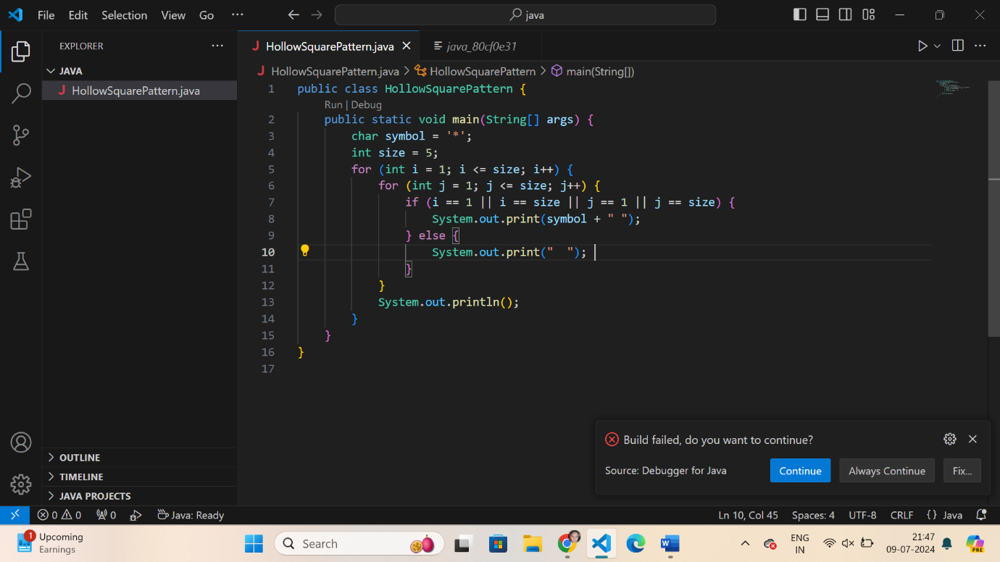 File Edit Selection View Go ··· java
EXPLORER ···
HollowSquarePattern.java java_80cf0e31
JAVA
HollowSquarePattern.java
HollowSquarePattern.java > HollowSquarePattern > main(String[])
1 public class HollowSquarePattern {
Run | Debug
2 public static void main(String[] args) {
3 char symbol = '*';
4 int size = 5;
5 for (int i = 1; i <= size; i++) {
6 for (int j = 1; j <= size; j++) {
7 if (i == 1 || i == size || j == 1 || j == size) {
8 System.out.print(symbol + " ");
9 } else {
10 System.out.print("  ");
11 }
12 }
13 System.out.println();
14 }
15 }
16 }
17
Build failed, do you want to continue?
Source: Debugger for Java Continue Always Continue Fix...
OUTLINE
TIMELINE
JAVA PROJECTS
0 0 0 Java: Ready Ln 10, Col 45 Spaces: 4 UTF-8 CRLF {} Java
1 Upcoming
Earnings
Search
ENG
IN
21:47
09-07-2024
PRE